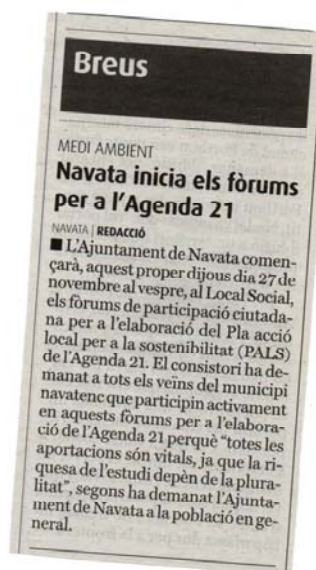 Breus
MEDI AMBIENT
Navata inicia els fòrums
per a l'Agenda 21
NAVATA | REDACCIÓ
■ L'Ajuntament de Navata comen-
çarà, aquest proper dijous dia 27 de
novembre al vespre, al Local Social,
els fòrums de participació ciutada-
na per a l'elaboració del Pla acció
local per a la sostenibilitat (PALS)
de l'Agenda 21. El consistori ha de-
manat a tots els veïns del municipi
navatenc que participin activament
en aquests fòrums per a l'elabora-
ció de l'Agenda 21 perquè "totes les
aportacions són vitals, ja que la ri-
quesa de l'estudi depèn de la plura-
litat", segons ha demanat l'Ajunta-
ment de Navata a la població en ge-
neral.